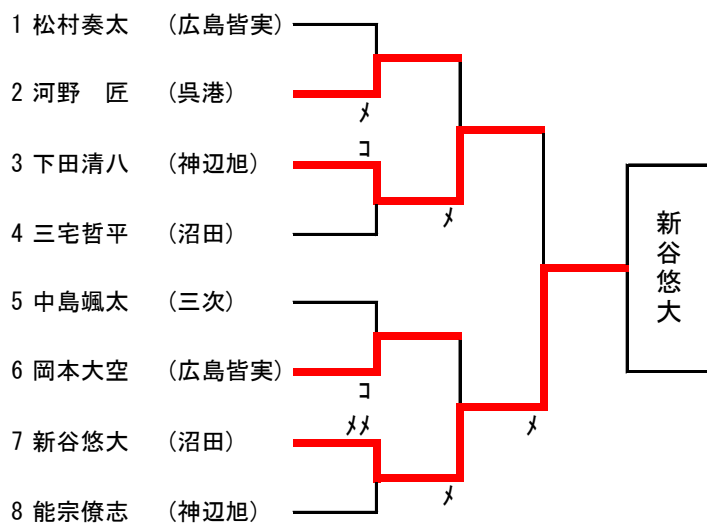 1 松村奏太 (広島皆実)
2 河野 匠 (呉港)
ﾒ
ｺ
3 下田清八 (神辺旭)
ﾒ
4 三宅哲平 (沼田)
新谷悠大
5 中島颯太 (三次)
6 岡本大空 (広島皆実)
ｺ
ﾒﾒ
ﾒ
7 新谷悠大 (沼田)
ﾒ
8 能宗僚志 (神辺旭)